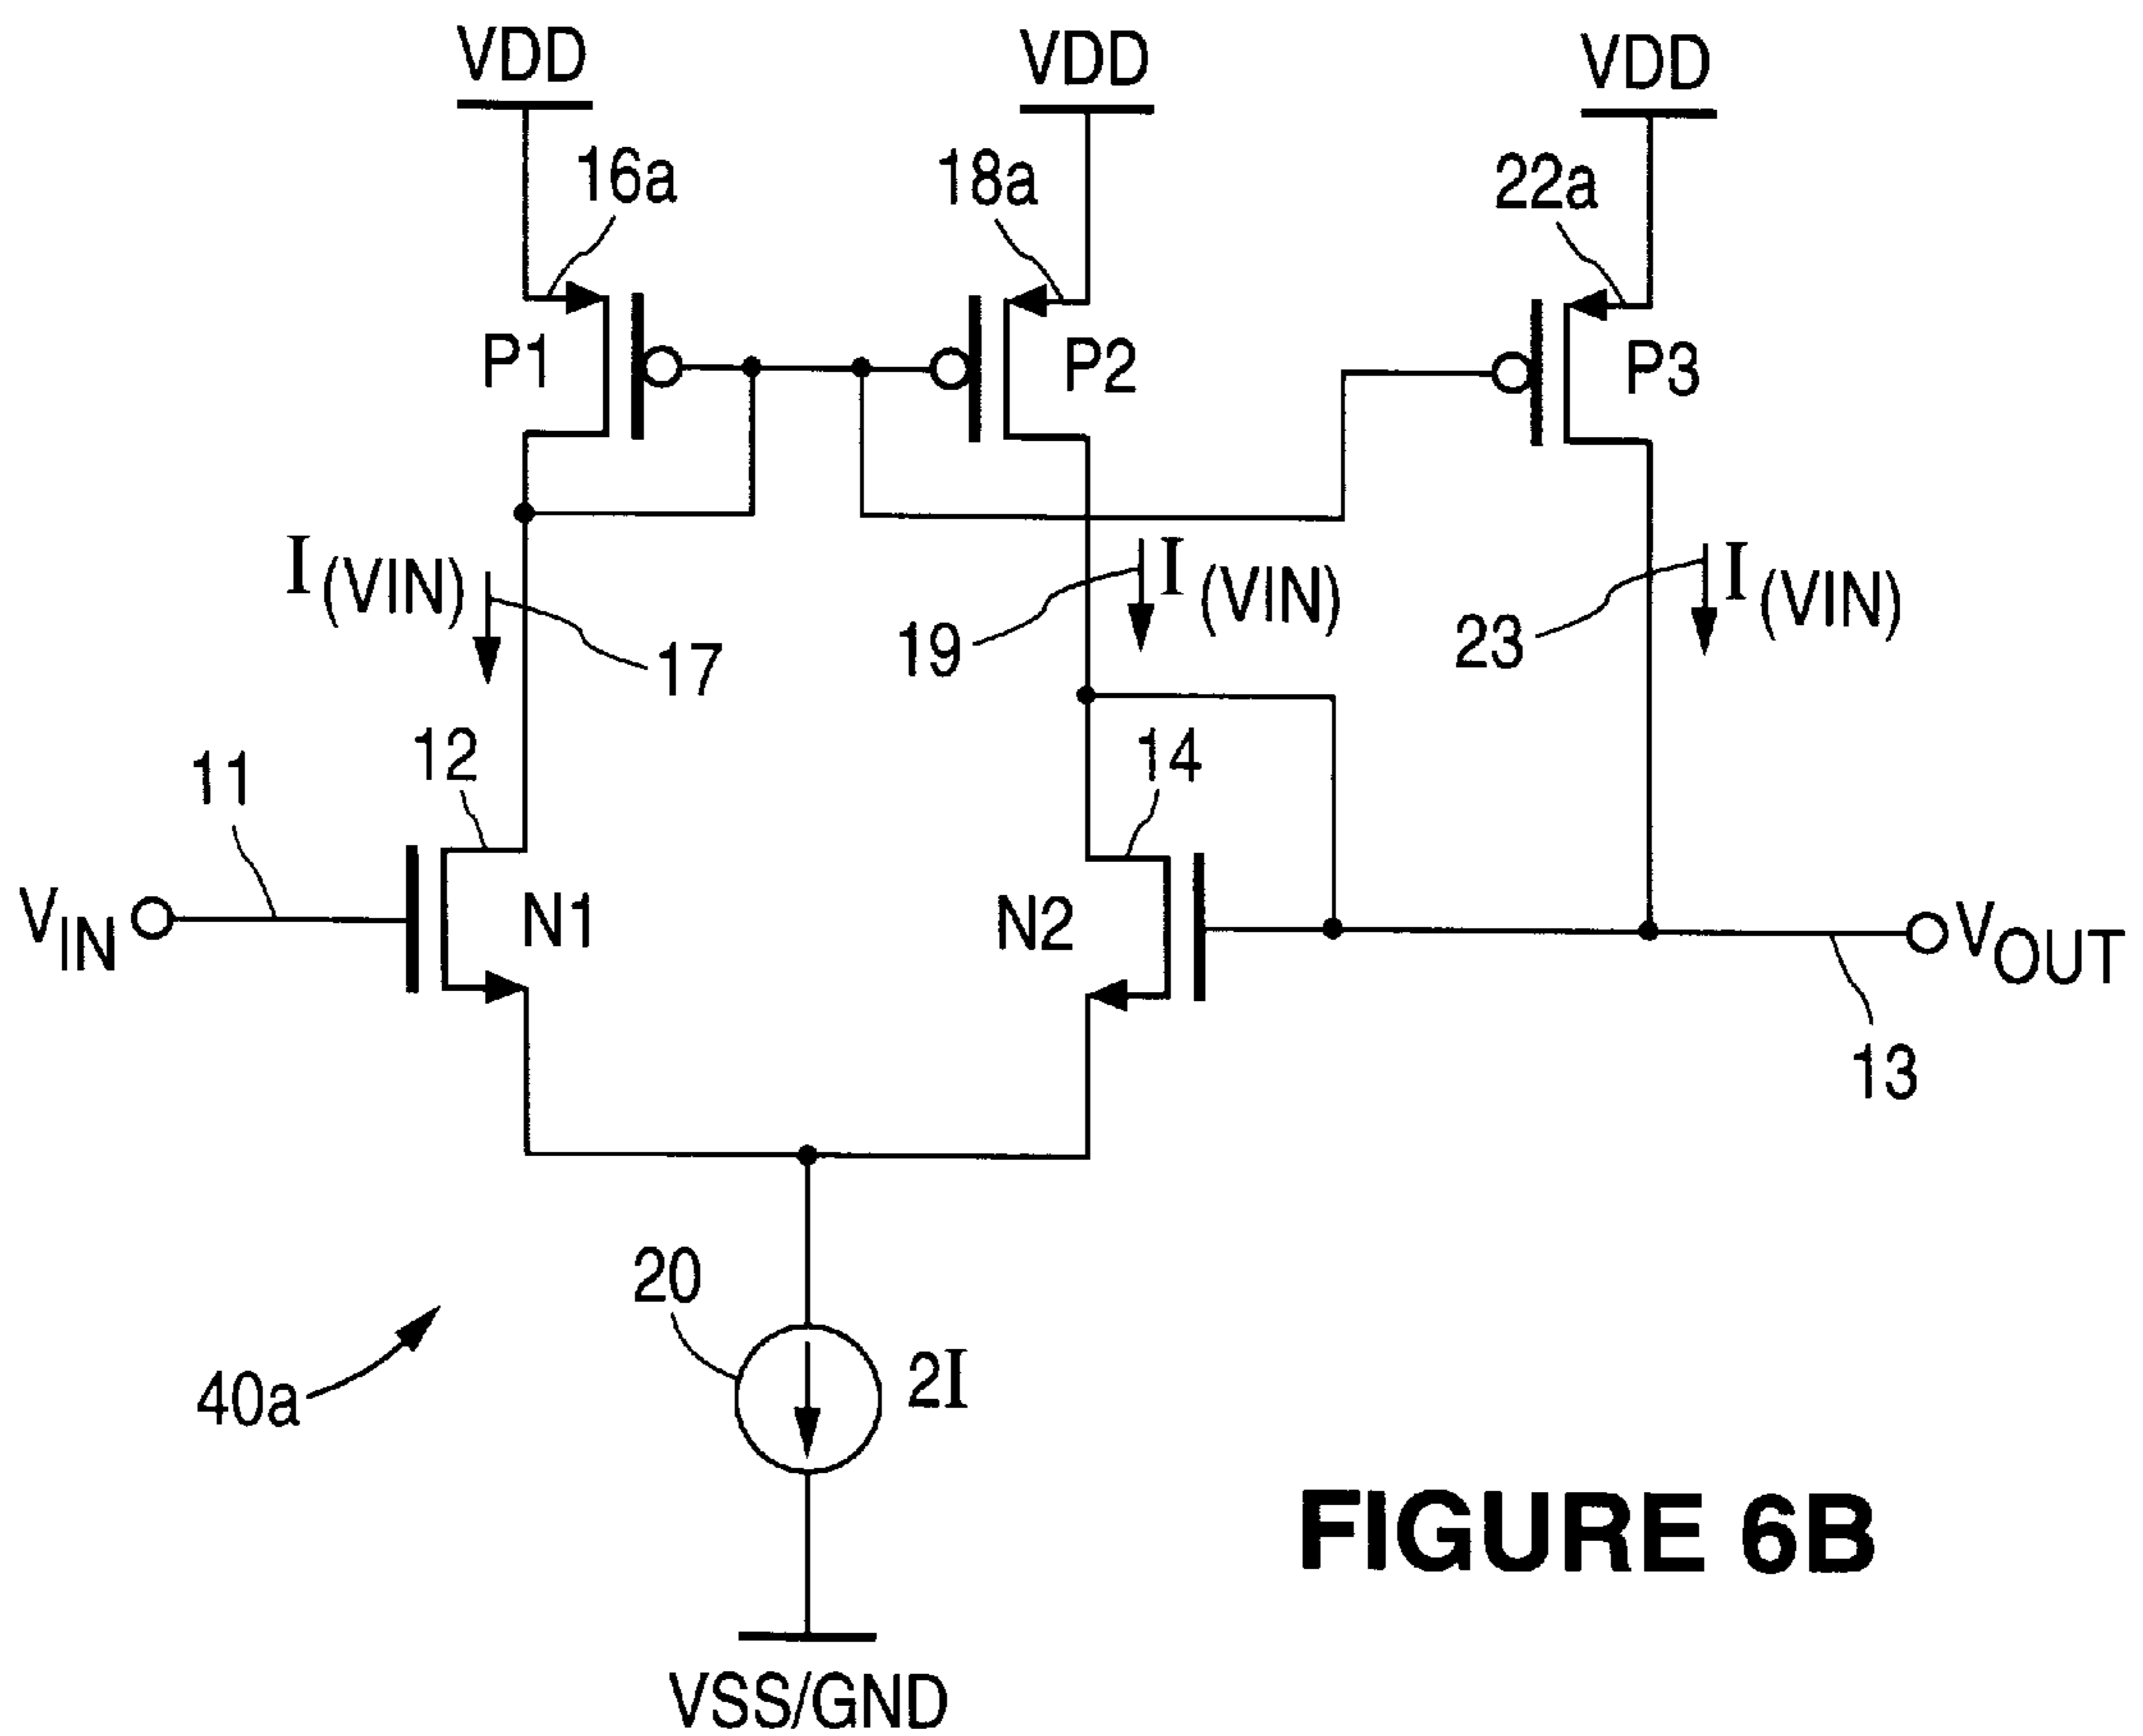 VDD VDD VDD
16a 18a 22a
P1 P2 P3
I(VIN) I(VIN) I(VIN)
17 19 23
11 12 14
VIN N1 N2 VOUT
13
20
2I
40a
FIGURE 6B
VSS/GND